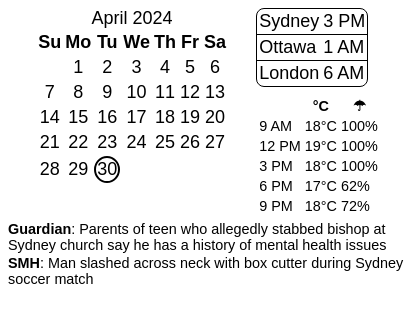 April 2024
Su Mo Tu We Th Fr Sa
1 2 3 4 5 6
7 8 9 10 11 12 13
14 15 16 17 18 19 20
21 22 23 24 25 26 27
28 29 30
Sydney 3 PM
Ottawa 1 AM
London 6 AM
°C ☂
9 AM 18°C 100%
12 PM 19°C 100%
3 PM 18°C 100%
6 PM 17°C 62%
9 PM 18°C 72%
Guardian: Parents of teen who allegedly stabbed bishop at
Sydney church say he has a history of mental health issues
SMH: Man slashed across neck with box cutter during Sydney
soccer match